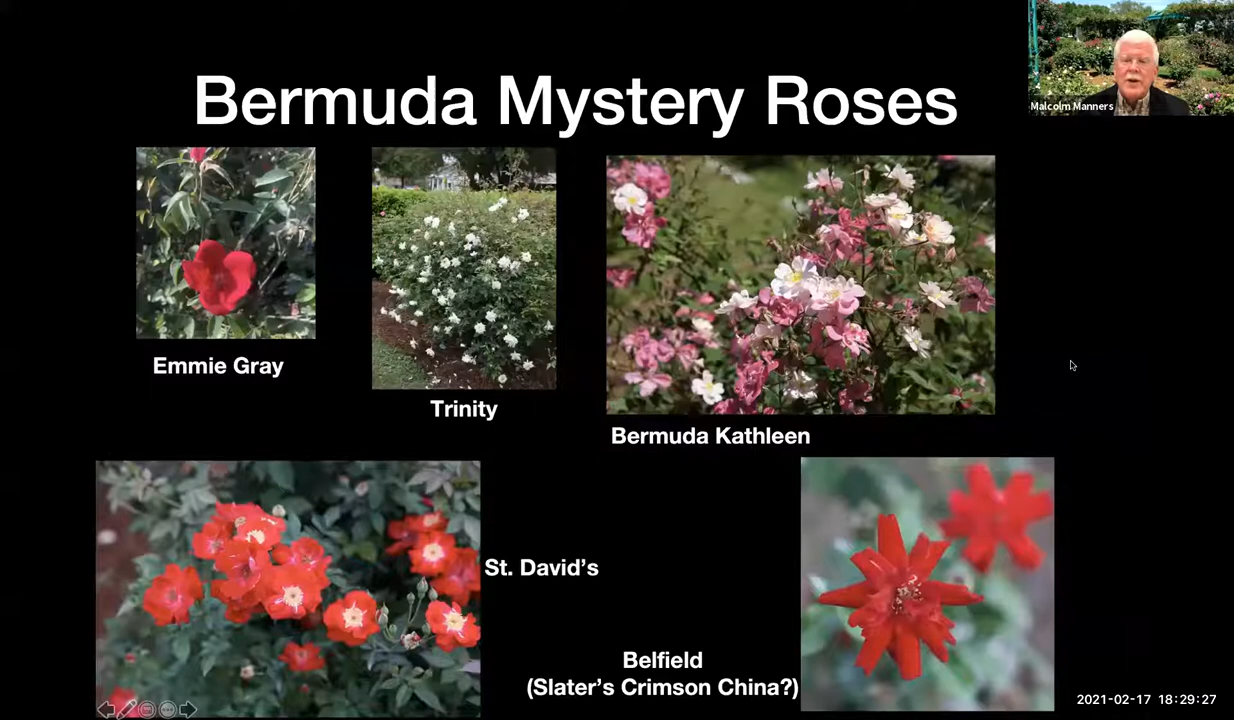 Bermuda Mystery Roses
Malcolm Manners
Emmie Gray
Trinity
Bermuda Kathleen
St. David’s
Belfield
(Slater’s Crimson China?)
2021-02-17 18:29:27